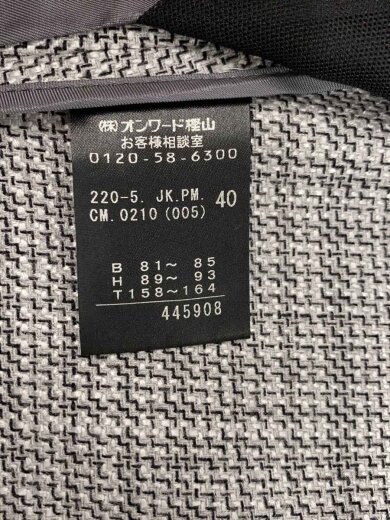 (株)オンワード樫山
お客様相談室
0120-58-6300
220-5. JK.PM. 40
CM.0210 (005)
B 81～ 85
H 89～ 93
T158～164
445908